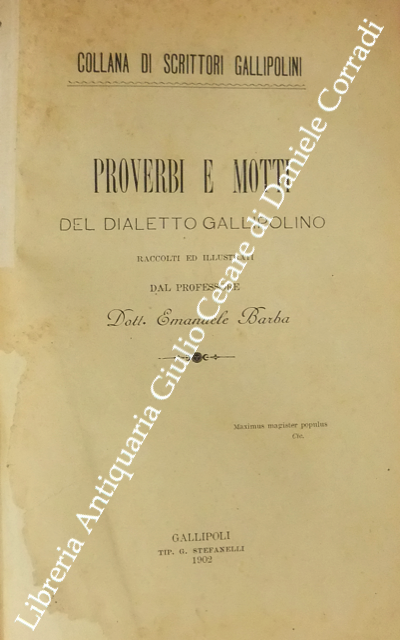 COLLANA DI SCRITTORI GALLIPOLINI
PROVERBI E MOTTI
DEL DIALETTO GALLIPOLINO
RACCOLTI ED ILLUSTRATI
DAL PROFESSORE
Dott. Emanuele Barba
Maximus magister populus
Cic.
GALLIPOLI
TIP. G. STEFANELLI
1902
Libreria Antiquaria Giulio Cesare di Daniele Corradi